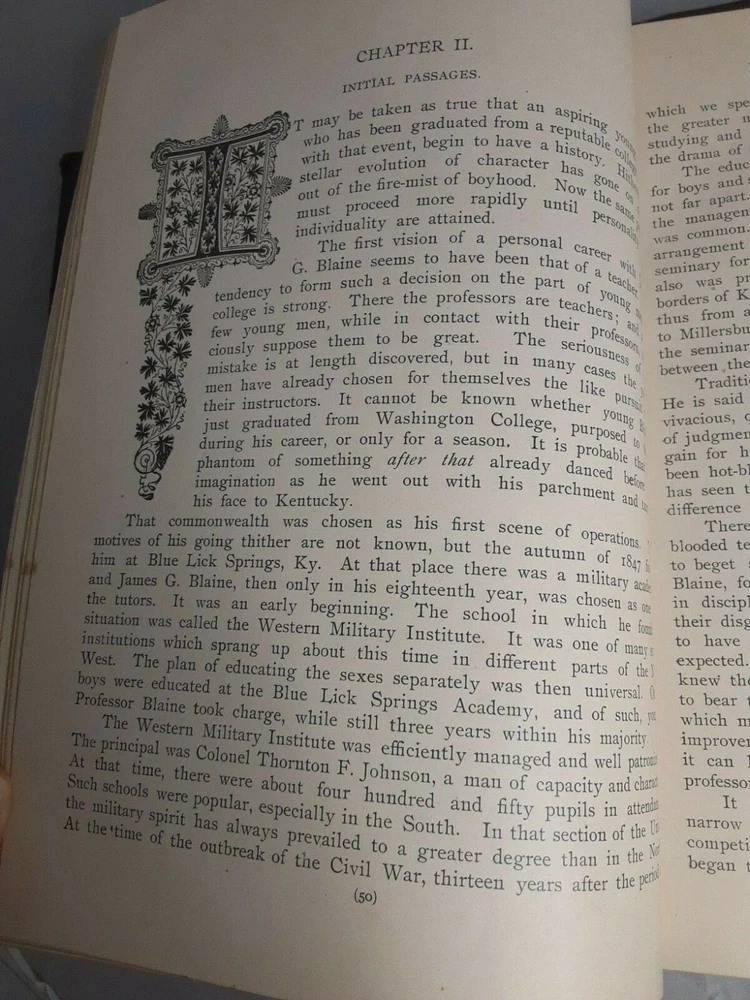 CHAPTER II.
INITIAL PASSAGES.
IT may be taken as true that an aspiring
who has been graduated from a reputable
with that event, begin to have a history.
stellar evolution of character has gone on
out of the fire-mist of boyhood. Now the same
must proceed more rapidly until personality
individuality are attained.
The first vision of a personal career with
G. Blaine seems to have been that of a teacher
tendency to form such a decision on the part of young
college is strong. There the professors are teachers; and
few young men, while in contact with their professors,
ciously suppose them to be great. The seriousness of
mistake is at length discovered, but in many cases the
men have already chosen for themselves the like pursuit
their instructors. It cannot be known whether young
just graduated from Washington College, purposed to
during his career, or only for a season. It is probable that
phantom of something after that already danced before
imagination as he went out with his parchment and
his face to Kentucky.
That commonwealth was chosen as his first scene of operations.
motives of his going thither are not known, but the autumn of 1847
him at Blue Lick Springs, Ky. At that place there was a military
and James G. Blaine, then only in his eighteenth year, was chosen as one
the tutors. It was an early beginning. The school in which he
situation was called the Western Military Institute. It was one of many
institutions which sprang up about this time in different parts of the
West. The plan of educating the sexes separately was then universal.
boys were educated at the Blue Lick Springs Academy, and of such,
Professor Blaine took charge, while still three years within his majority.
The Western Military Institute was efficiently managed and well
The principal was Colonel Thornton F. Johnson, a man of capacity and
At that time, there were about four hundred and fifty pupils in
Such schools were popular, especially in the South. In that section of the
the military spirit has always prevailed to a greater degree than in the
At the time of the outbreak of the Civil War, thirteen years after the period
(50)
which we
the greater
studying and
the drama of
The
for boys and
not far apart.
the
was common.
arrangement
seminary for
also was
borders of
thus from a
to
the
between the
He is said
vivacious,
of
gain for
been
has seen
difference
There
blooded
to beget
Blaine,
in
their
to have
expected.
knew
to bear
which
it can
It
narrow
began